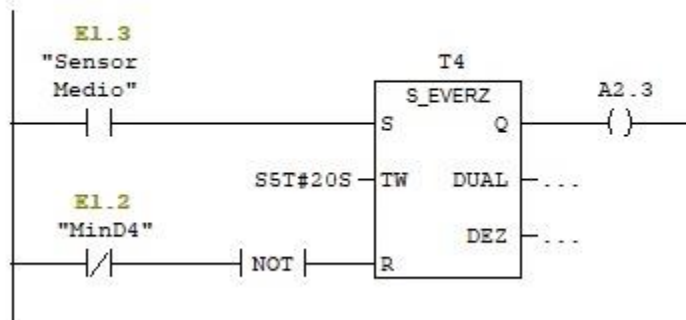 E1.3
"Sensor
Medio"
T4
S_EVERZ
A2.3
S
Q
S5T#20S
TW
DUAL
...
E1.2
"MinD4"
DEZ
...
NOT
R